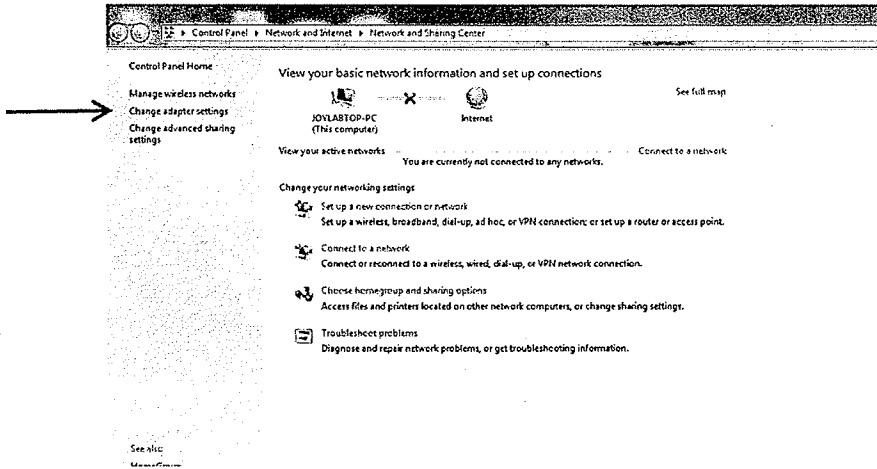 Control Panel ▸ Network and Internet ▸ Network and Sharing Center
Control Panel Home
Manage wireless networks
Change adapter settings
Change advanced sharing
settings
See also
HomeGroup
View your basic network information and set up connections
See full map
JOYLABTOP-PC
(This computer)
Internet
View your active networks
Connect to a network
You are currently not connected to any networks.
Change your networking settings
Set up a new connection or network
Set up a wireless, broadband, dial-up, ad hoc, or VPN connection; or set up a router or access point.
Connect to a network
Connect or reconnect to a wireless, wired, dial-up, or VPN network connection.
Choose homegroup and sharing options
Access files and printers located on other network computers, or change sharing settings.
Troubleshoot problems
Diagnose and repair network problems, or get troubleshooting information.